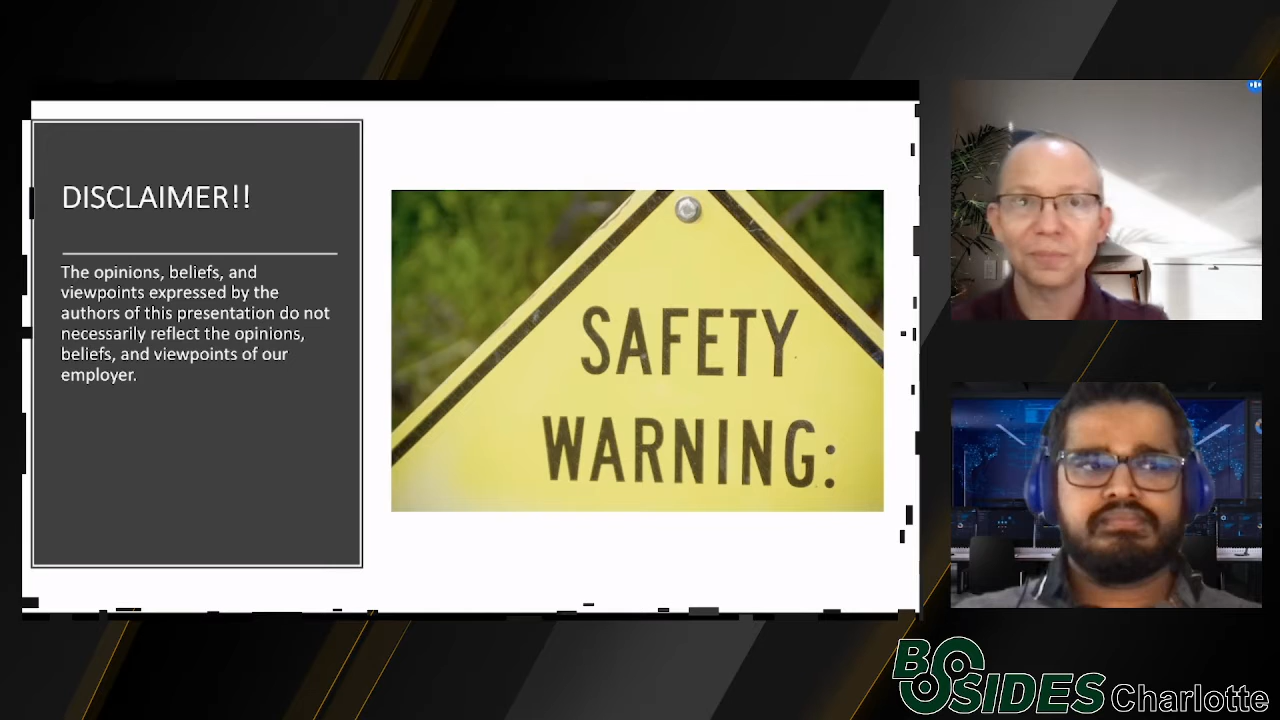 DISCLAIMER!!
The opinions, beliefs, and
viewpoints expressed by the
authors of this presentation do not
necessarily reflect the opinions,
beliefs, and viewpoints of our
employer.
SAFETY
WARNING:
BSIDES Charlotte